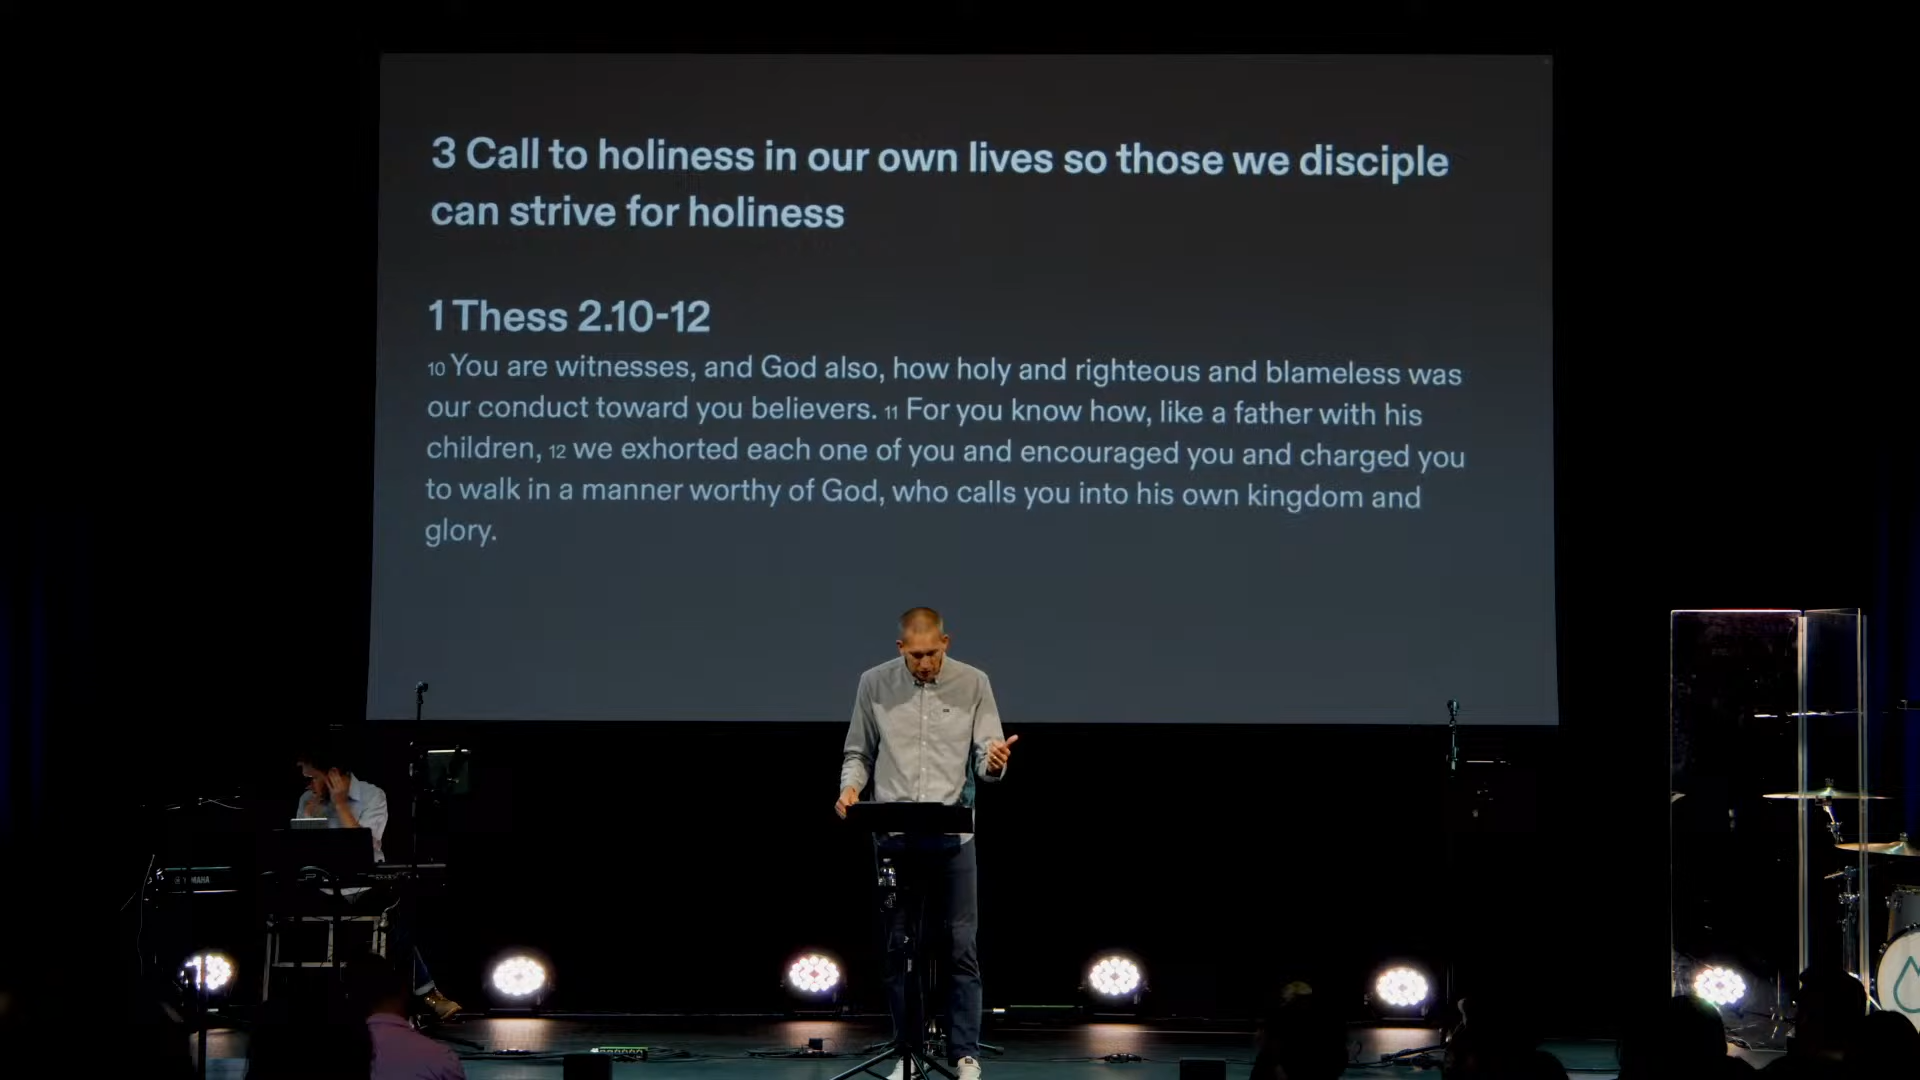 3 Call to holiness in our own lives so those we disciple
can strive for holiness
1 Thess 2.10-12
10 You are witnesses, and God also, how holy and righteous and blameless was
our conduct toward you believers. 11 For you know how, like a father with his
children, 12 we exhorted each one of you and encouraged you and charged you
to walk in a manner worthy of God, who calls you into his own kingdom and
glory.
YAMAHA